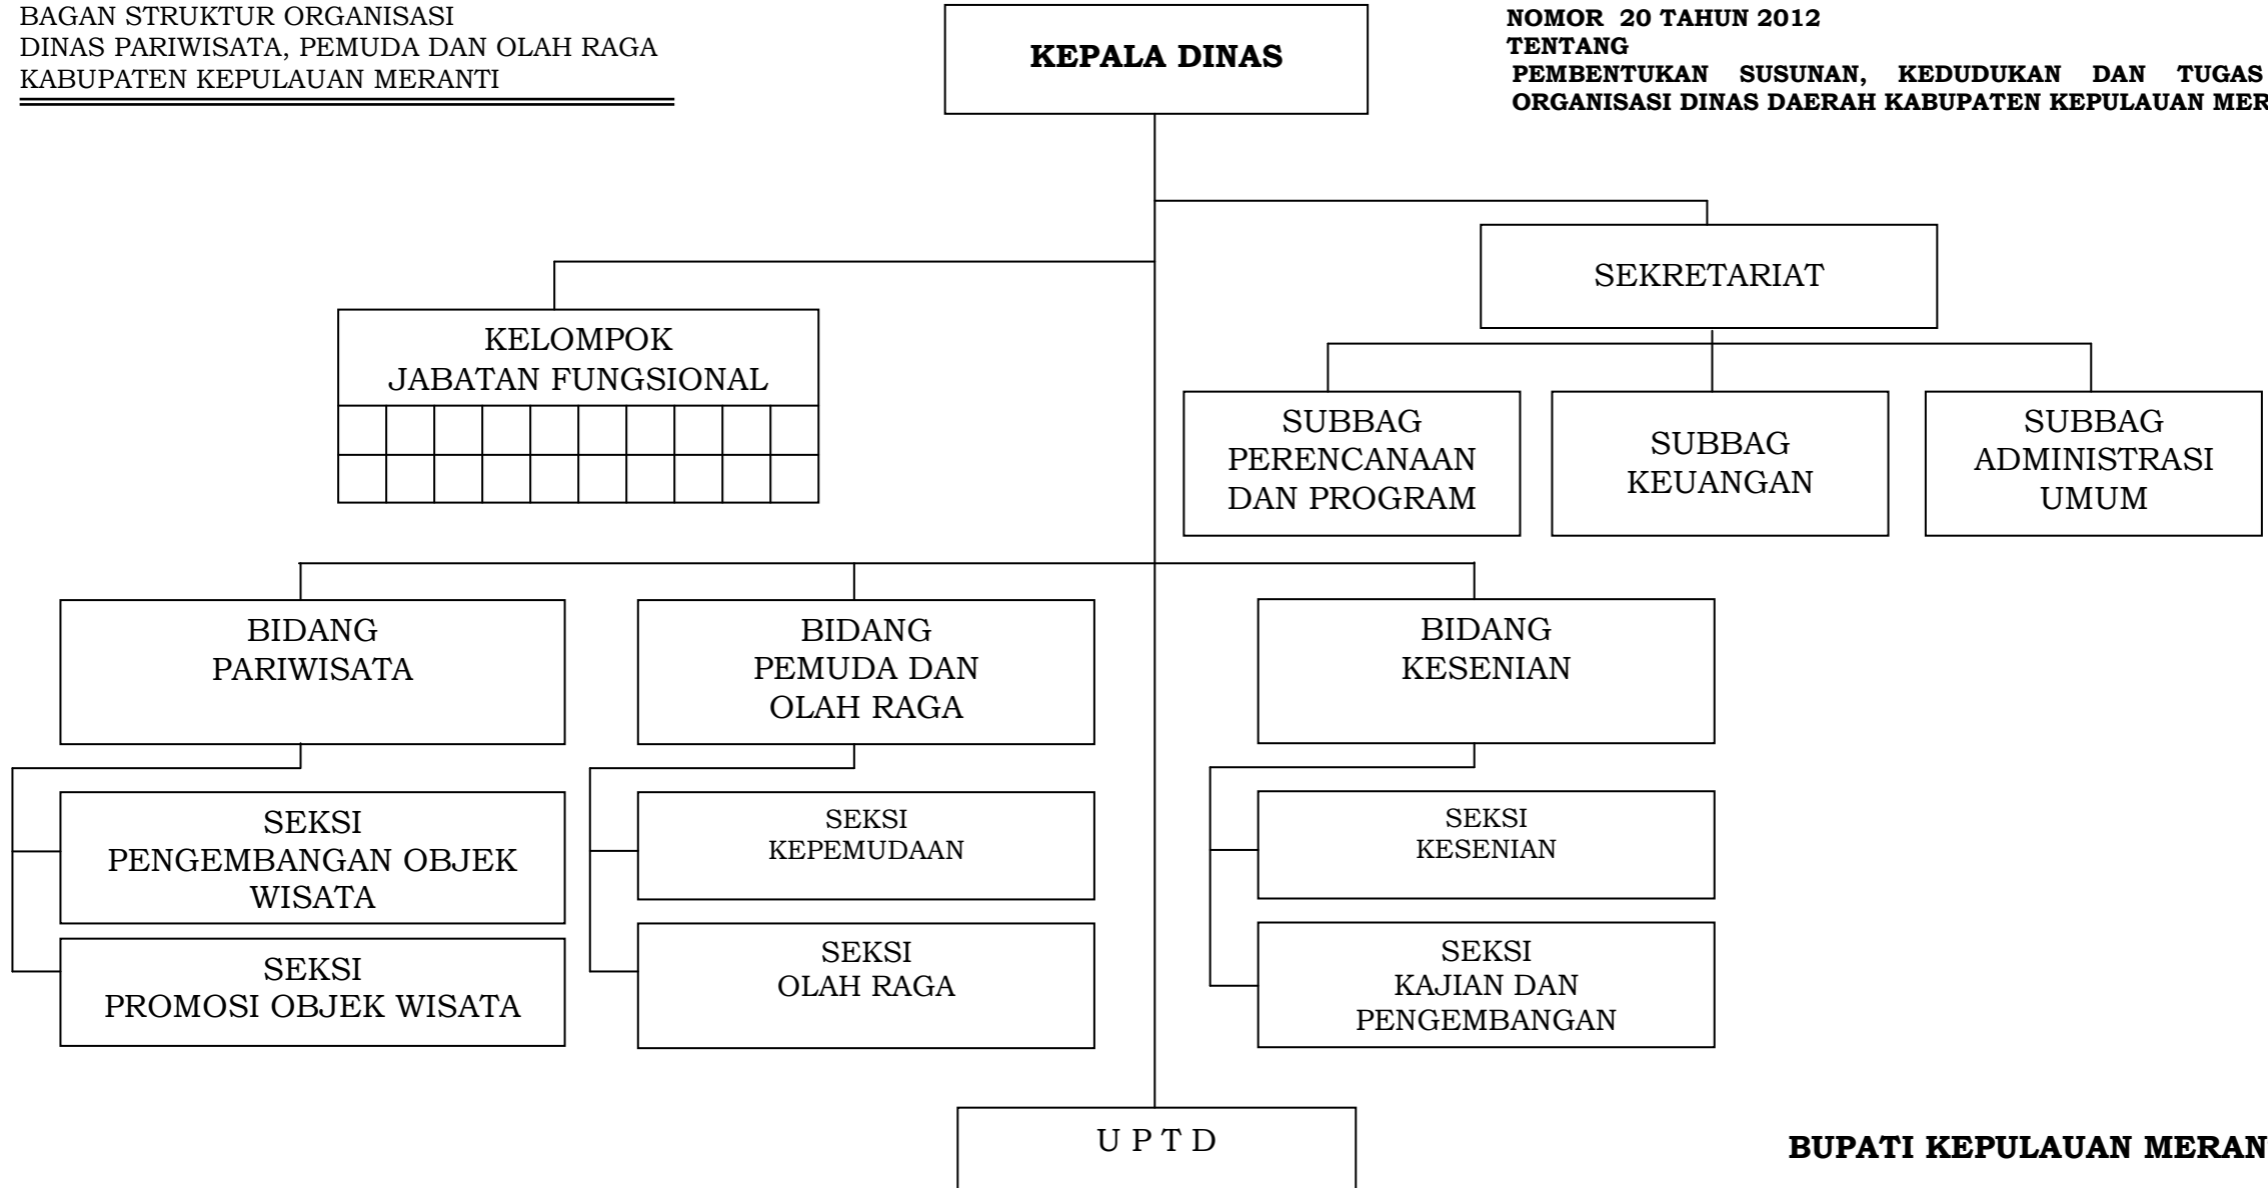 BAGAN STRUKTUR ORGANISASI
DINAS PARIWISATA, PEMUDA DAN OLAH RAGA
KABUPATEN KEPULAUAN MERANTI
KEPALA DINAS
NOMOR 20 TAHUN 2012
TENTANG
PEMBENTUKAN SUSUNAN, KEDUDUKAN DAN TUGAS
ORGANISASI DINAS DAERAH KABUPATEN KEPULAUAN MER
SEKRETARIAT
KELOMPOK
JABATAN FUNGSIONAL
SUBBAG
PERENCANAAN
DAN PROGRAM
SUBBAG
KEUANGAN
SUBBAG
ADMINISTRASI
UMUM
BIDANG
PARIWISATA
BIDANG
PEMUDA DAN
OLAH RAGA
BIDANG
KESENIAN
SEKSI
PENGEMBANGAN OBJEK
WISATA
SEKSI
KEPEMUDAAN
SEKSI
KESENIAN
SEKSI
PROMOSI OBJEK WISATA
SEKSI
OLAH RAGA
SEKSI
KAJIAN DAN
PENGEMBANGAN
U P T D
BUPATI KEPULAUAN MERAN